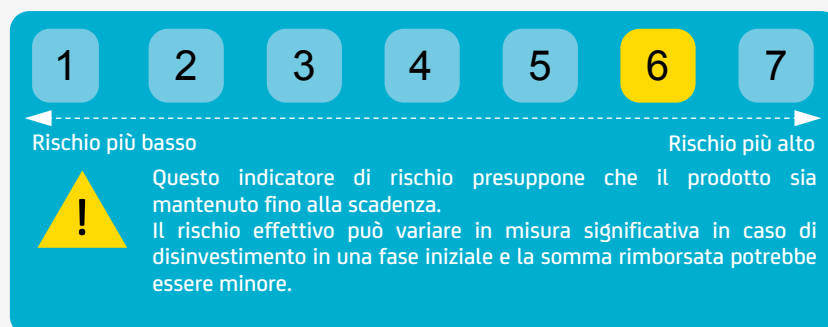 1 2 3 4 5 6 7
Rischio più basso Rischio più alto
! Questo indicatore di rischio presuppone che il prodotto sia
mantenuto fino alla scadenza.
Il rischio effettivo può variare in misura significativa in caso di
disinvestimento in una fase iniziale e la somma rimborsata potrebbe
essere minore.